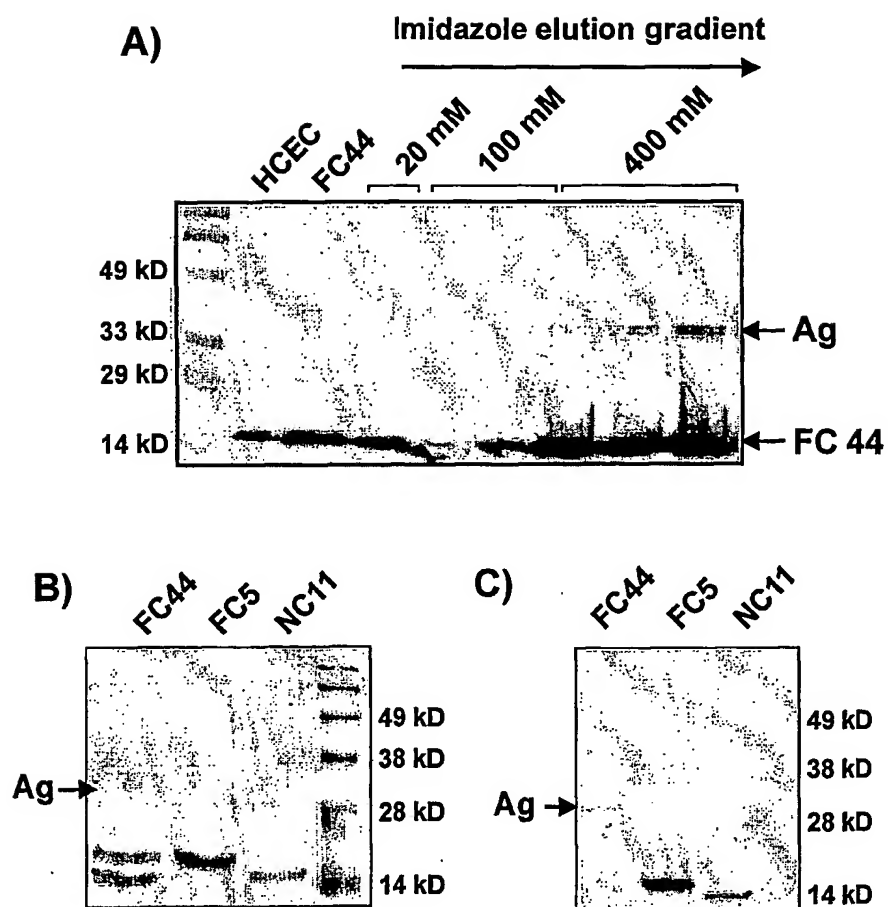 A)
Imidazole elution gradient
HCEC FC44 20 mM 100 mM 400 mM
49 kD
33 kD
29 kD
14 kD
Ag
FC 44
B)
FC44 FC5 NC11
49 kD
38 kD
28 kD
14 kD
Ag
C)
FC44 FC5 NC11
49 kD
38 kD
28 kD
14 kD
Ag